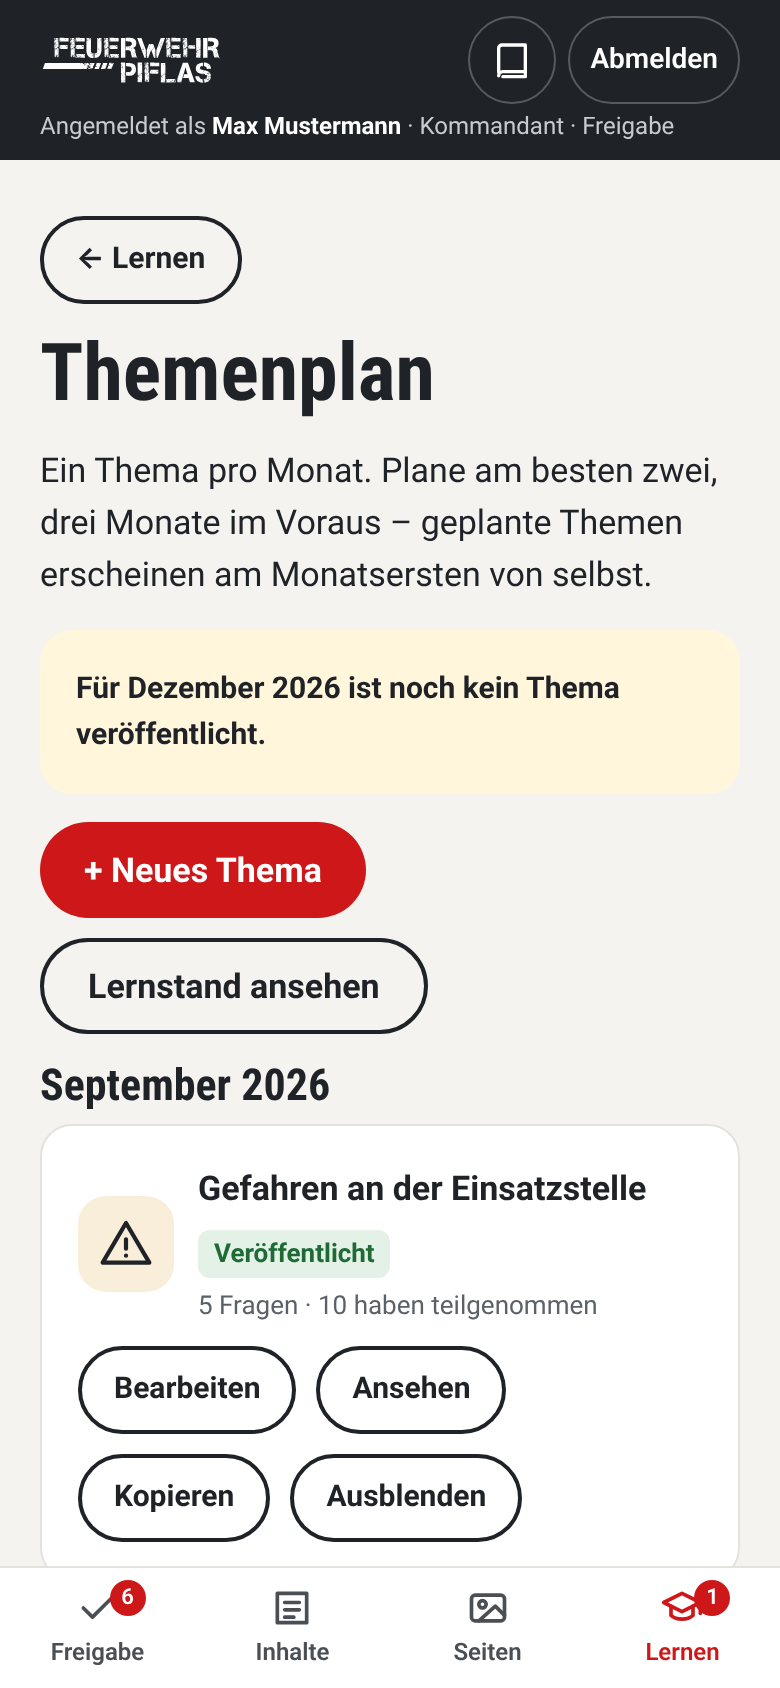 FEUERWEHR
PIFLAS
Abmelden
Angemeldet als Max Mustermann · Kommandant · Freigabe
← Lernen
Themenplan
Ein Thema pro Monat. Plane am besten zwei,
drei Monate im Voraus – geplante Themen
erscheinen am Monatsersten von selbst.
Für Dezember 2026 ist noch kein Thema
veröffentlicht.
+ Neues Thema
Lernstand ansehen
September 2026
Gefahren an der Einsatzstelle
Veröffentlicht
5 Fragen · 10 haben teilgenommen
Bearbeiten
Ansehen
Kopieren
Ausblenden
6
1
Freigabe
Inhalte
Seiten
Lernen